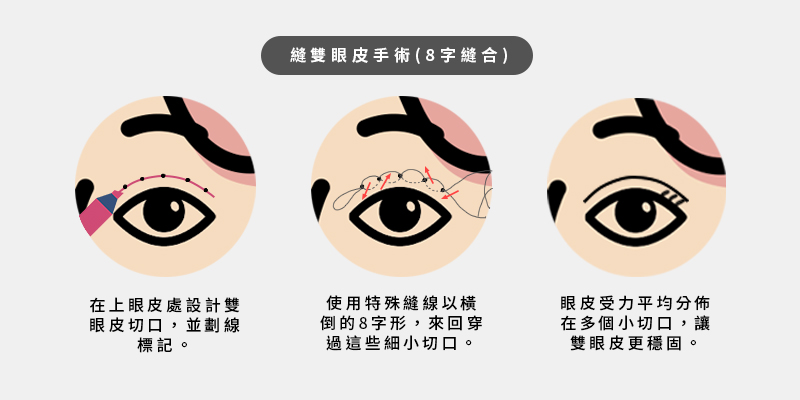 縫雙眼皮手術(8字縫合)
在上眼皮處設計雙
眼皮切口，並劃線
標記。
使用特殊縫線以橫
倒的8字形，來回穿
過這些細小切口。
眼皮受力平均分佈
在多個小切口，讓
雙眼皮更穩固。